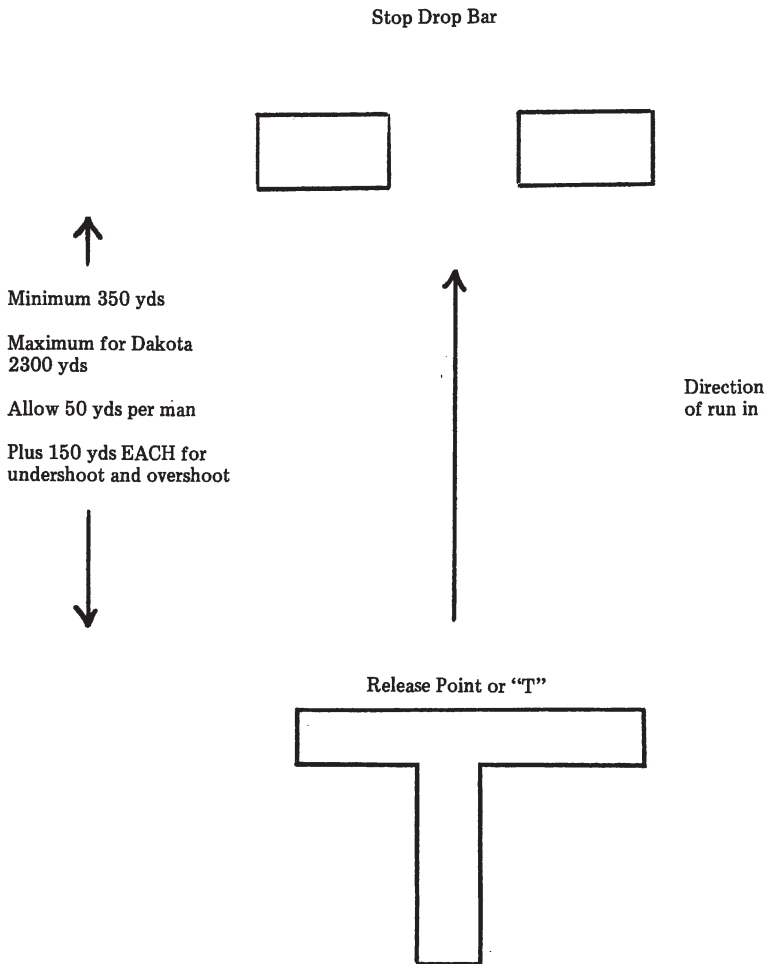 Stop Drop Bar
Minimum 350 yds
Maximum for Dakota
2300 yds
Allow 50 yds per man
Plus 150 yds EACH for
undershoot and overshoot
Direction
of run in
Release Point or “T”